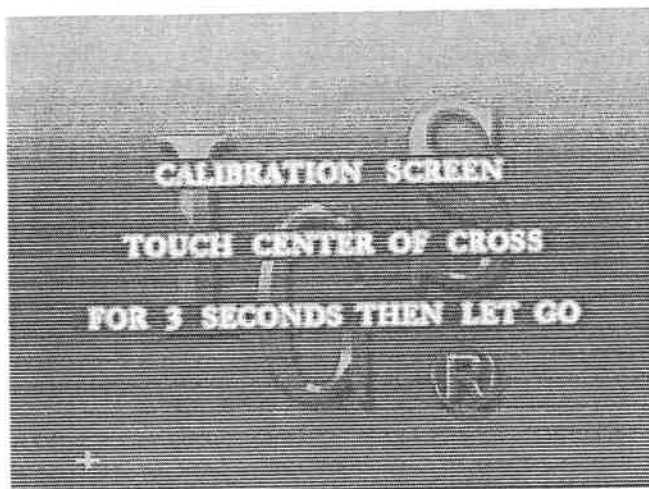 I C S
CALIBRATION SCREEN
TOUCH CENTER OF CROSS
FOR 3 SECONDS THEN LET GO
®